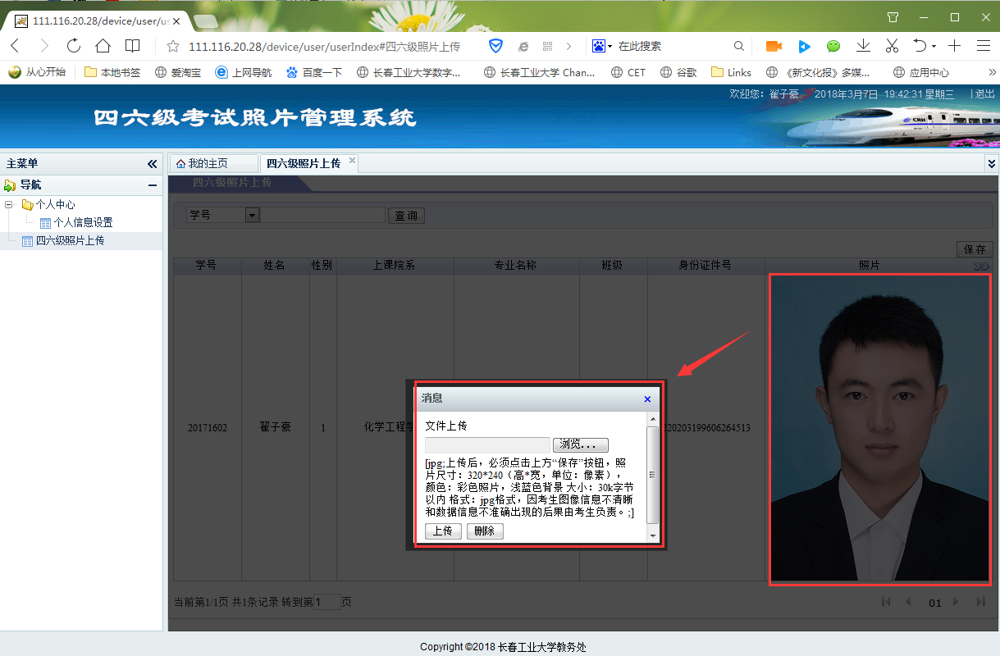 111.116.20.28/device/user/us
111.116.20.28/device/user/userIndex#四六级照片上传
在此搜索
从心开始 本地书签 爱淘宝 上网导航 百度一下 长春工业大学数字... 长春工业大学 Chan... CET 谷歌 Links 《新文化报》多媒... 应用中心
欢迎您：翟子豪 2018年3月7日 19:42:31 星期三 | 退出
四六级考试照片管理系统
CRH
主菜单
我的主页 四六级照片上传
导航
四六级照片上传
个人中心
个人信息设置
四六级照片上传
学号 查 询
保 存
学号 姓名 性别 上课院系 专业名称 班级 身份证件号 照片
20171602 翟子豪 1 化学工程学 220203199606264513
消息
文件上传
浏览...
[jpg;上传后，必须点击上方“保存”按钮，照
片尺寸：320*240（高*宽，单位：像素），
颜色：彩色照片，浅蓝色背景 大小：30k字节
以内 格式：jpg格式，因考生图像信息不清晰
和数据信息不准确出现的后果由考生负责。;]
上传 删除
当前第1/1页 共1条记录 转到第1页
01
Copyright ©2018 长春工业大学教务处